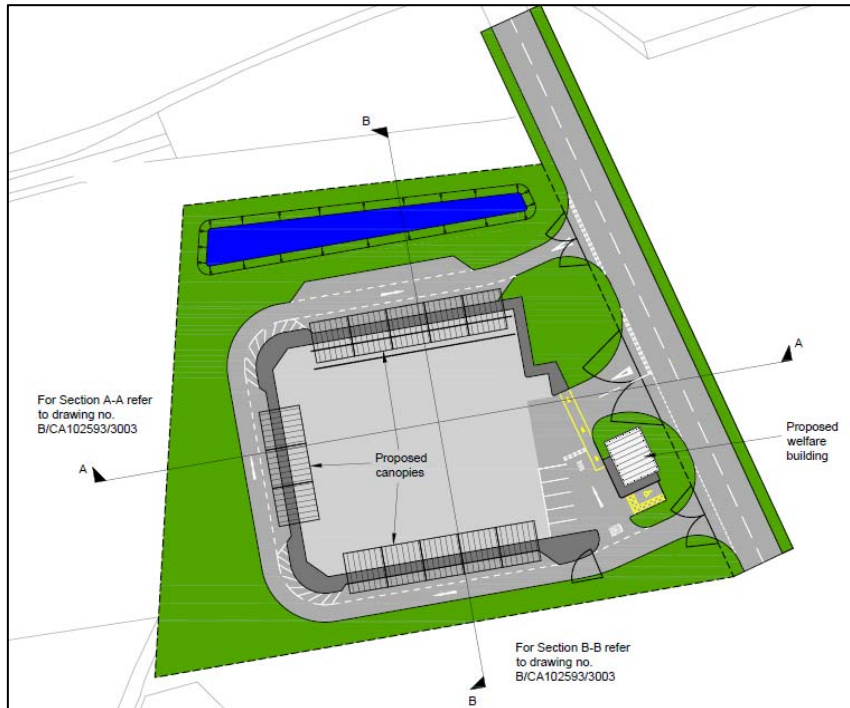 B
A
For Section A-A refer
to drawing no.
B/CA102593/3003
Proposed
welfare
building
Proposed
canopies
A
For Section B-B refer
to drawing no.
B/CA102593/3003
B